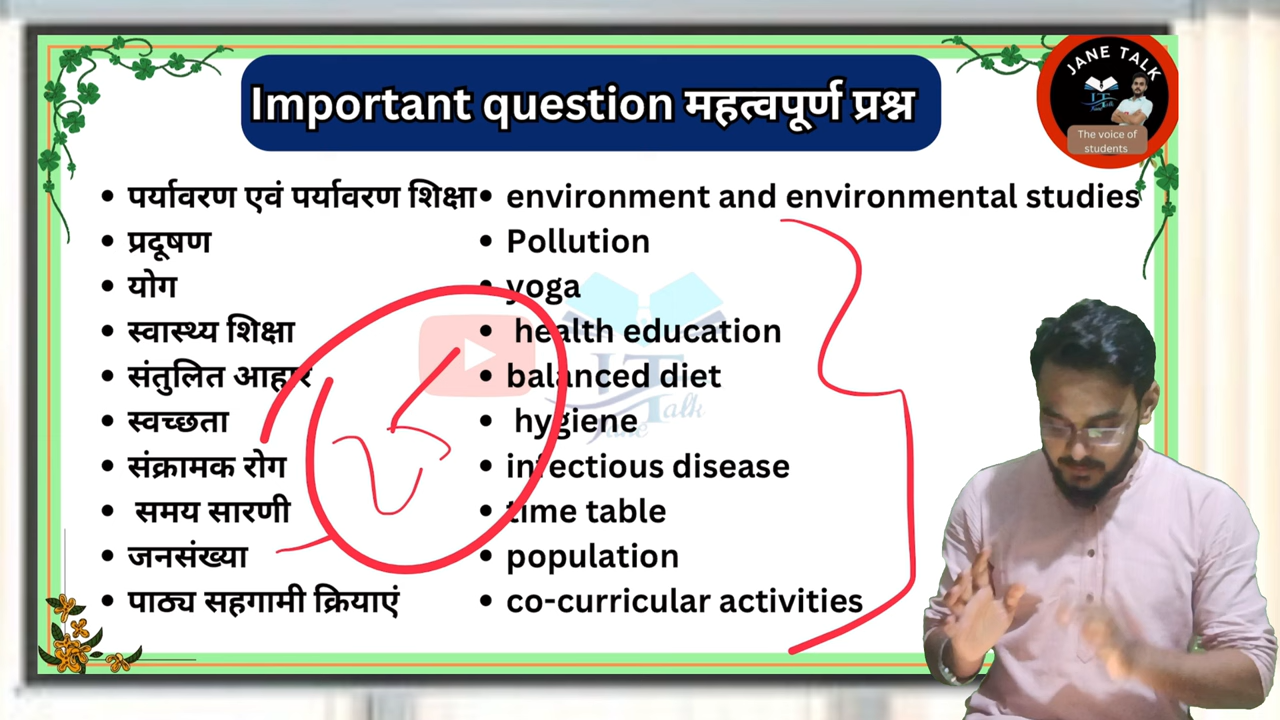 JANE TALK
The voice of
students
Important question महत्वपूर्ण प्रश्न
• पर्यावरण एवं पर्यावरण शिक्षा
• प्रदूषण
• योग
• स्वास्थ्य शिक्षा
• संतुलित आहार
• स्वच्छता
• संक्रामक रोग
• समय सारणी
• जनसंख्या
• पाठ्य सहगामी क्रियाएं
• environment and environmental studies
• Pollution
• yoga
• health education
• balanced diet
• hygiene
• infectious disease
• time table
• population
• co-curricular activities